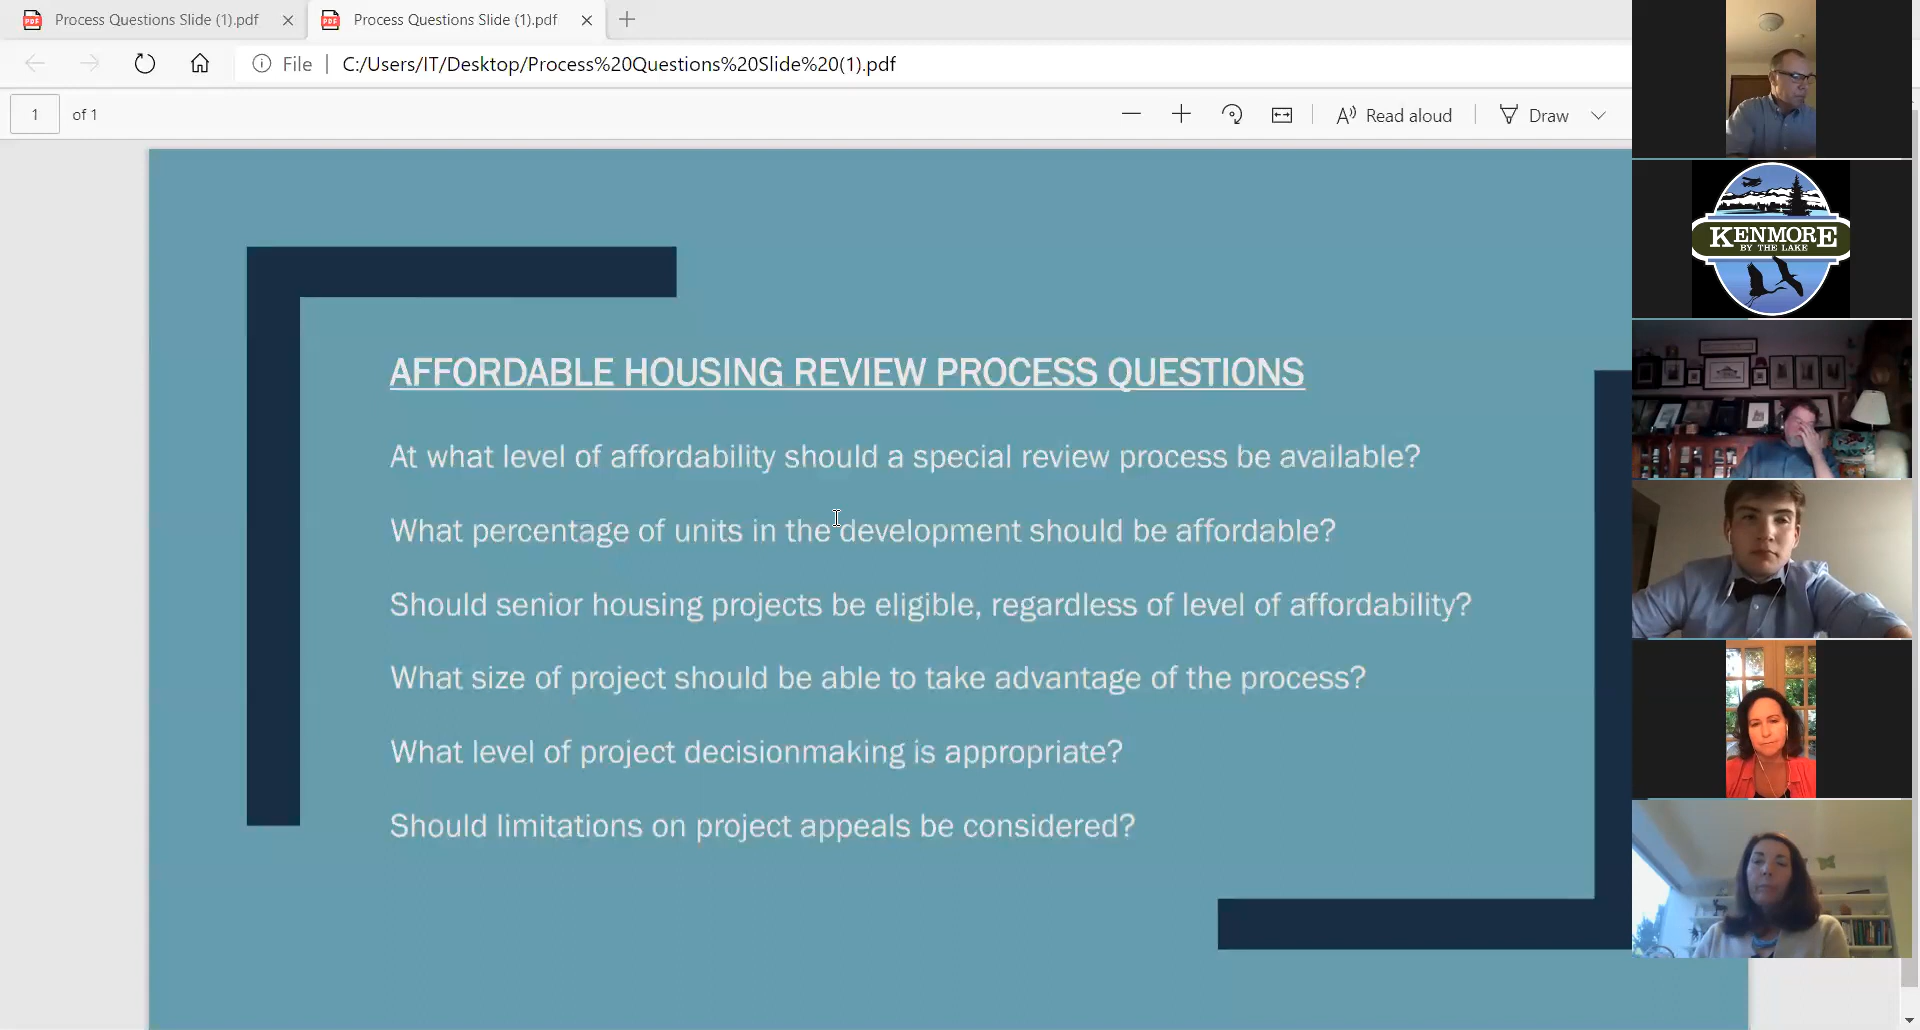 Process Questions Slide (1).pdf
Process Questions Slide (1).pdf
File
C:/Users/IT/Desktop/Process%20Questions%20Slide%20(1).pdf
1 of 1
Read aloud
Draw
AFFORDABLE HOUSING REVIEW PROCESS QUESTIONS
At what level of affordability should a special review process be available?
What percentage of units in the development should be affordable?
Should senior housing projects be eligible, regardless of level of affordability?
What size of project should be able to take advantage of the process?
What level of project decisionmaking is appropriate?
Should limitations on project appeals be considered?
KENMORE
BY THE LAKE